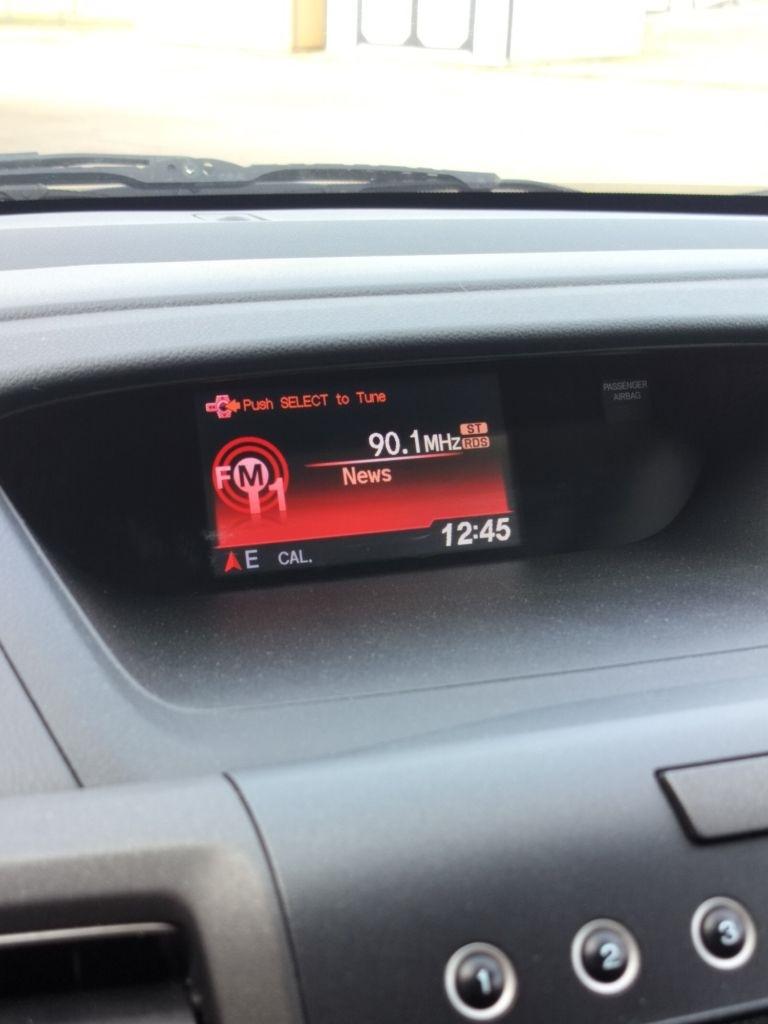 Push SELECT to Tune
90.1MHz ST RDS
FM 1
News
12:45
E CAL.
PASSENGER
AIRBAG
1 2 3